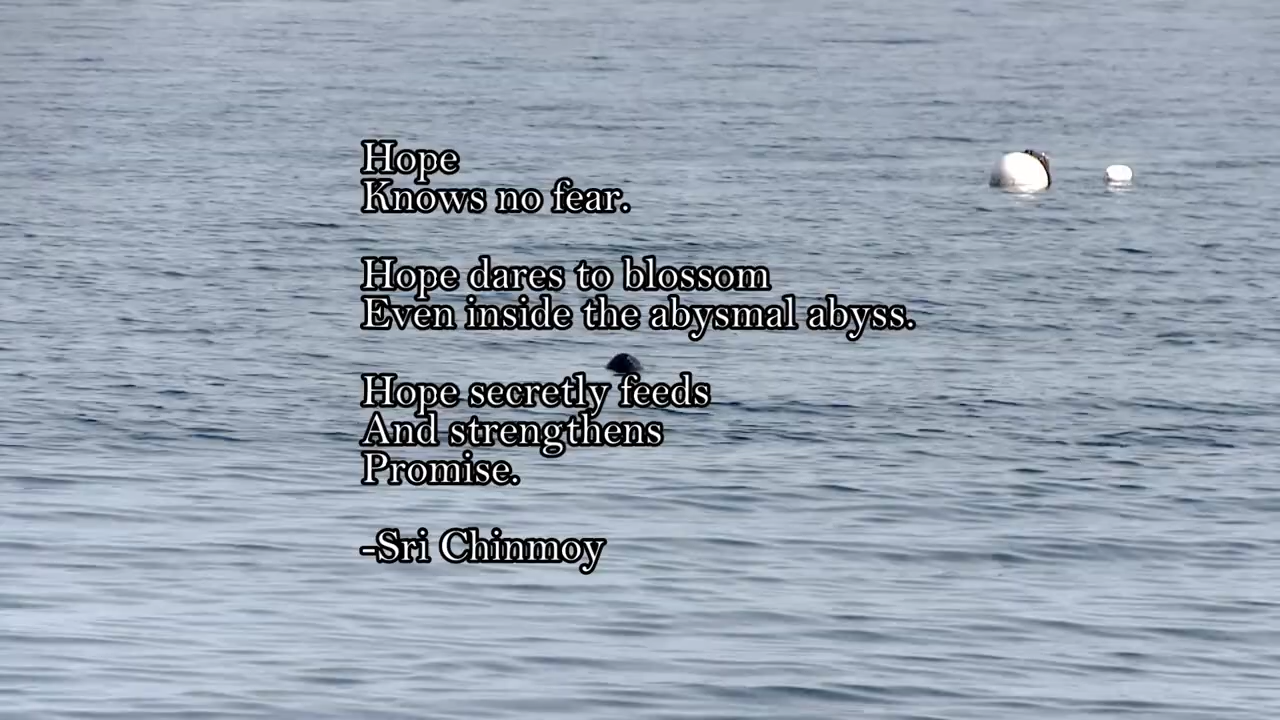 Hope
Knows no fear.
Hope dares to blossom
Even inside the abysmal abyss.
Hope secretly feeds
And strengthens
Promise.
-Sri Chinmoy